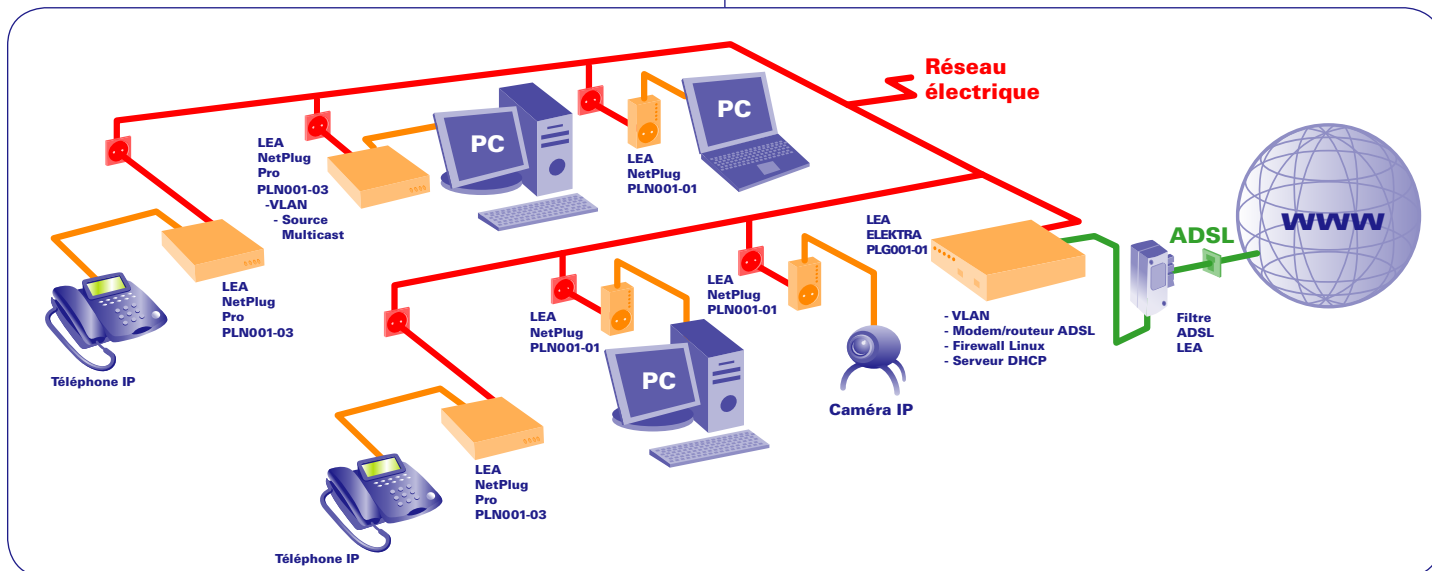 Réseau
électrique
PC
PC
LEA
NetPlug
Pro
PLN001-03
-VLAN
- Source
Multicast
LEA
NetPlug
PLN001-01
LEA
NetPlug
Pro
PLN001-03
Téléphone IP
LEA
ELEKTRA
PLG001-01
ADSL
www
LEA
NetPlug
PLN001-01
LEA
NetPlug
PLN001-01
- VLAN
- Modem/routeur ADSL
- Firewall Linux
- Serveur DHCP
Filtre
ADSL
LEA
PC
Caméra IP
LEA
NetPlug
Pro
PLN001-03
Téléphone IP